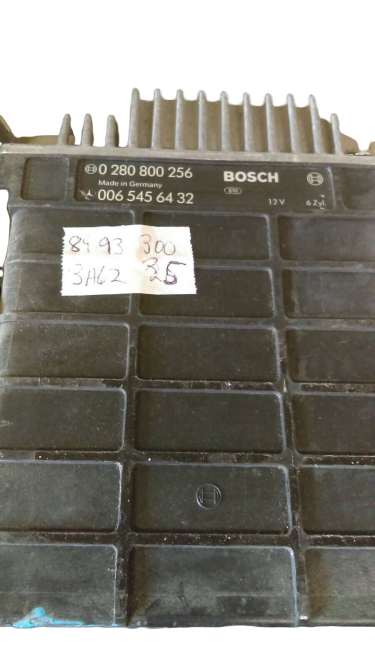 0 280 800 256 BOSCH
Made in Germany 910
006 545 64 32 12 V 6 Zyl.
84-93 300
3A62